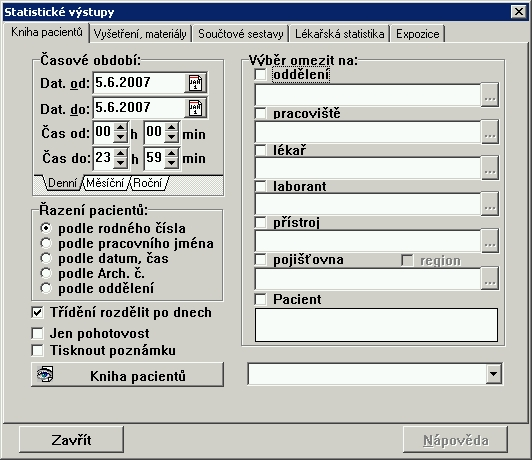 Statistické výstupy
Kniha pacientů
Vyšetření, materiály
Součtové sestavy
Lékařská statistika
Expozice
Časové období:
Dat. od: 5.6.2007
Dat. do: 5.6.2007
Čas od: 00 h 00 min
Čas do: 23 h 59 min
Denní Měsíční Roční
Řazení pacientů:
podle rodného čísla
podle pracovního jména
podle datum, čas
podle Arch. č.
podle oddělení
Třídění rozdělit po dnech
Jen pohotovost
Tisknout poznámku
Kniha pacientů
Výběr omezit na:
oddělení
...
pracoviště
...
lékař
...
laborant
...
přístroj
...
pojišťovna region
...
Pacient
Zavřít
Nápověda